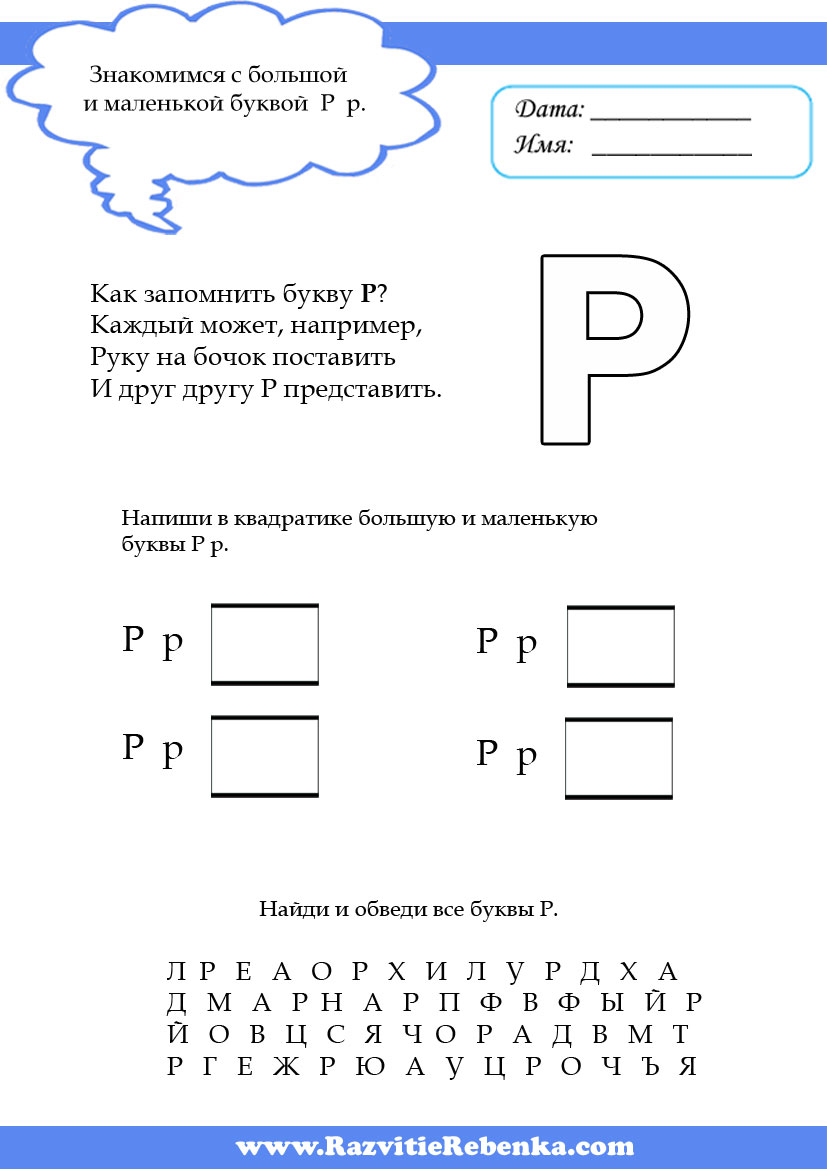 Знакомимся с большой
и маленькой буквой Р р.
Дата: ____________
Имя: ____________
Р
Как запомнить букву Р?
Каждый может, например,
Руку на бочок поставить
И друг другу Р представить.
Напиши в квадратике большую и маленькую
буквы Р р.
Р р
Р р
Р р
Р р
Найди и обведи все буквы Р.
Л Р Е А О Р Х И Л У Р Д Х А
Д М А Р Н А Р П Ф В Ф Ы Й Р
Й О В Ц С Я Ч О Р А Д В М Т
Р Г Е Ж Р Ю А У Ц Р О Ч Ъ Я
www.RazvitieRebenka.com